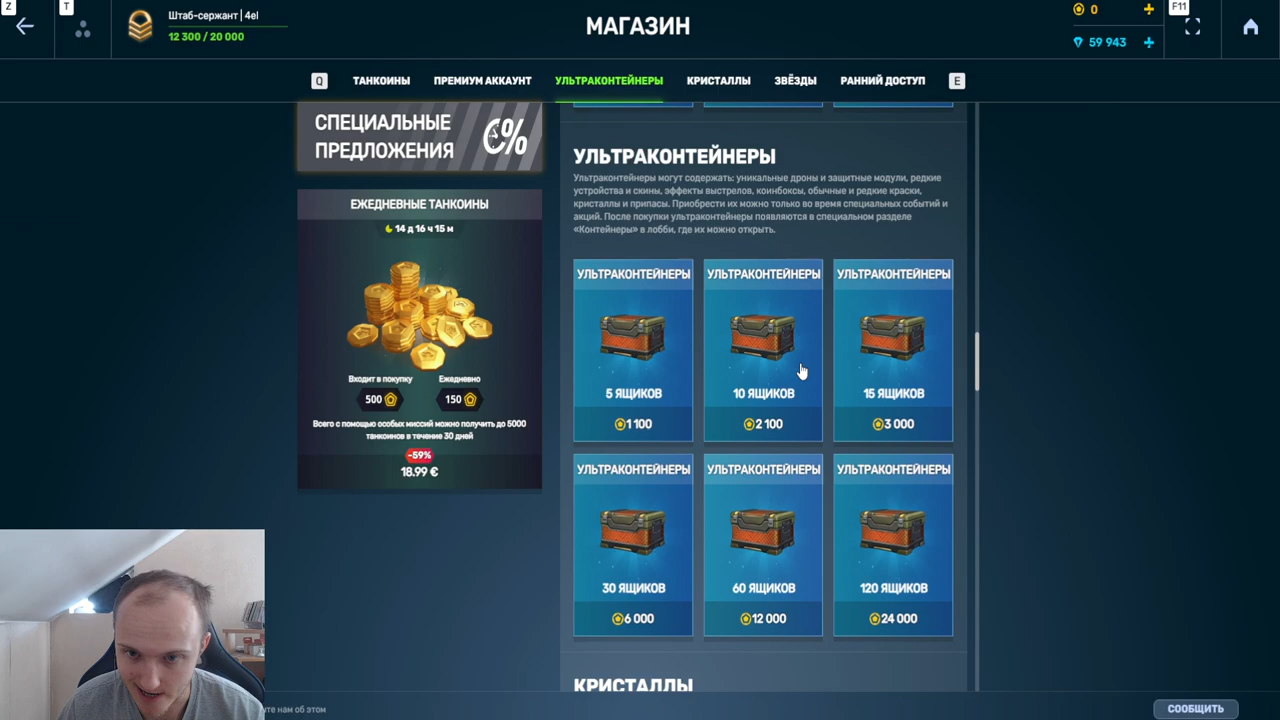 Z
T
Штаб-сержант | 4el
12 300 / 20 000
МАГАЗИН
0
59 943
F11
Q
ТАНКОИНЫ
ПРЕМИУМ АККАУНТ
УЛЬТРАКОНТЕЙНЕРЫ
КРИСТАЛЛЫ
ЗВЁЗДЫ
РАННИЙ ДОСТУП
E
СПЕЦИАЛЬНЫЕ
ПРЕДЛОЖЕНИЯ
%
ЕЖЕДНЕВНЫЕ ТАНКОИНЫ
14 д 16 ч 15 м
Входит в покупку
Ежедневно
500
150
Всего с помощью особых миссий можно получить до 5000
танкоинов в течение 30 дней
-59%
18.99 €
УЛЬТРАКОНТЕЙНЕРЫ
Ультраконтейнеры могут содержать: уникальные дроны и защитные модули, редкие
устройства и скины, эффекты выстрелов, коинбоксы, обычные и редкие краски,
кристаллы и припасы. Приобрести их можно только во время специальных событий и
акций. После покупки ультраконтейнеры появляются в специальном разделе
«Контейнеры» в лобби, где их можно открыть.
УЛЬТРАКОНТЕЙНЕРЫ
5 ЯЩИКОВ
1 100
УЛЬТРАКОНТЕЙНЕРЫ
10 ЯЩИКОВ
2 100
УЛЬТРАКОНТЕЙНЕРЫ
15 ЯЩИКОВ
3 000
УЛЬТРАКОНТЕЙНЕРЫ
30 ЯЩИКОВ
6 000
УЛЬТРАКОНТЕЙНЕРЫ
60 ЯЩИКОВ
12 000
УЛЬТРАКОНТЕЙНЕРЫ
120 ЯЩИКОВ
24 000
КРИСТАЛЛЫ
те нам об этом
СООБЩИТЬ